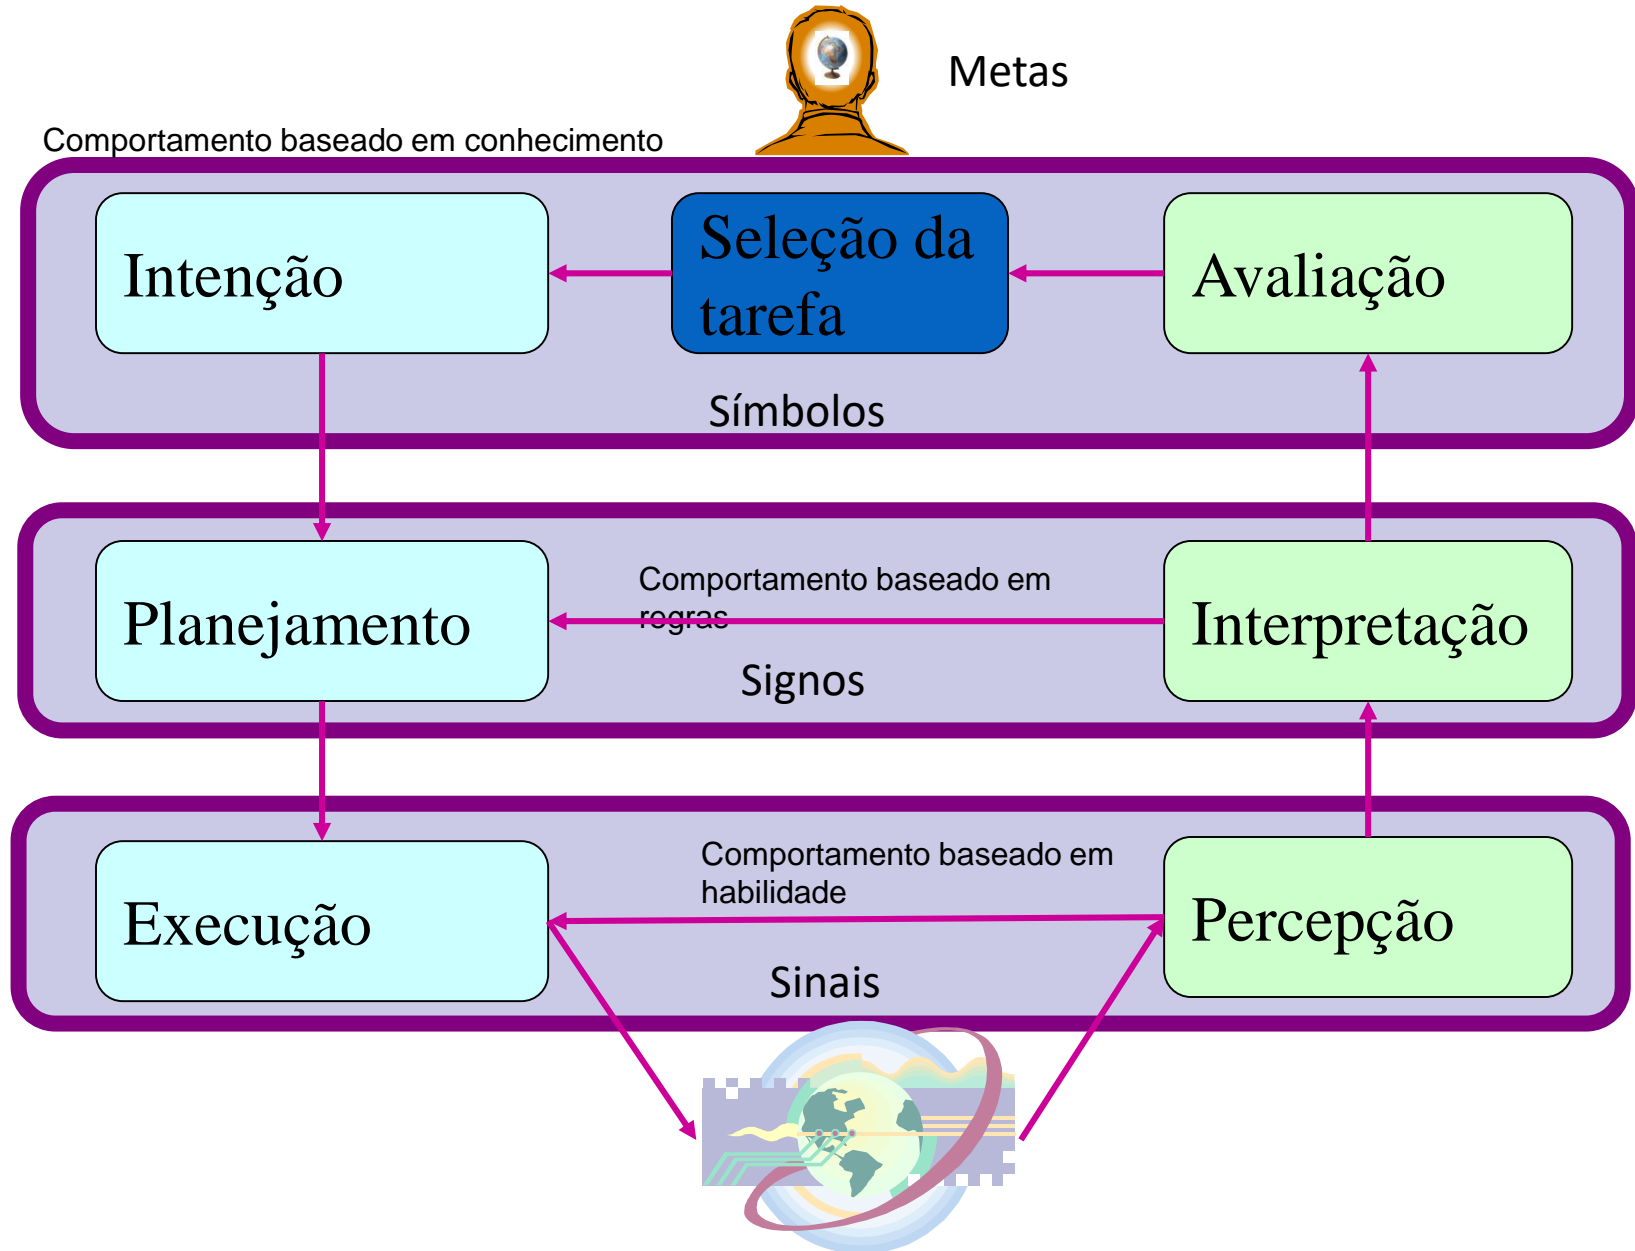 Metas
Comportamento baseado em conhecimento
Intenção
Seleção da
tarefa
Avaliação
Símbolos
Planejamento
Comportamento baseado em
regras
Interpretação
Signos
Execução
Comportamento baseado em
habilidade
Percepção
Sinais